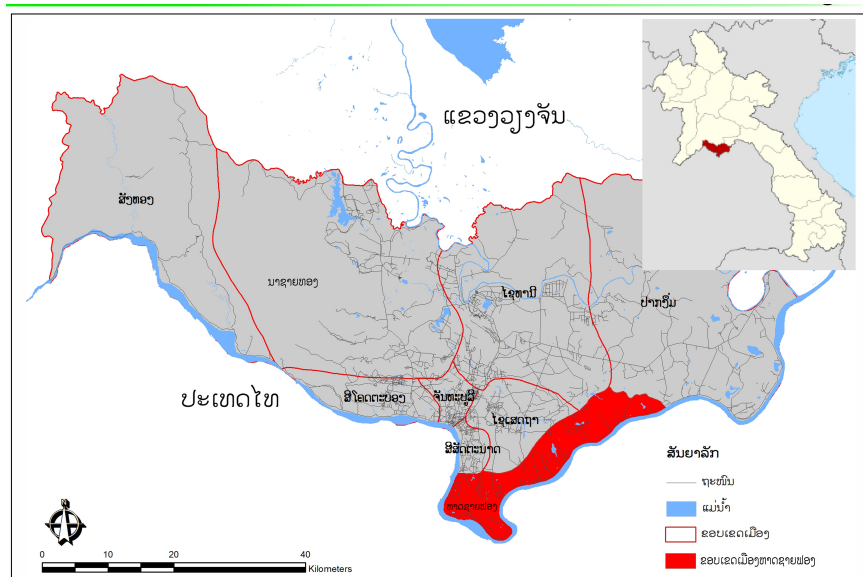 ແຂວງວຽງຈັນ
ສັງທອງ
ນາຊາຍທອງ
ໄຊທານີ
ປາກງື່ມ
ປະເທດໄທ
ສີໂຄດຕະບອງ
ຈັນທະບູລີ
ໄຊເສດຖາ
ສີສັດຕະນາດ
ຫາດຊາຍຟອງ
ສັນຍາລັກ
ຖະໜົນ
ແມ່ນ້ຳ
ຂອບເຂດເມືອງ
ຂອບເຂດເມືອງຫາດຊາຍຟອງ
0 5 10 20 40
Kilometers